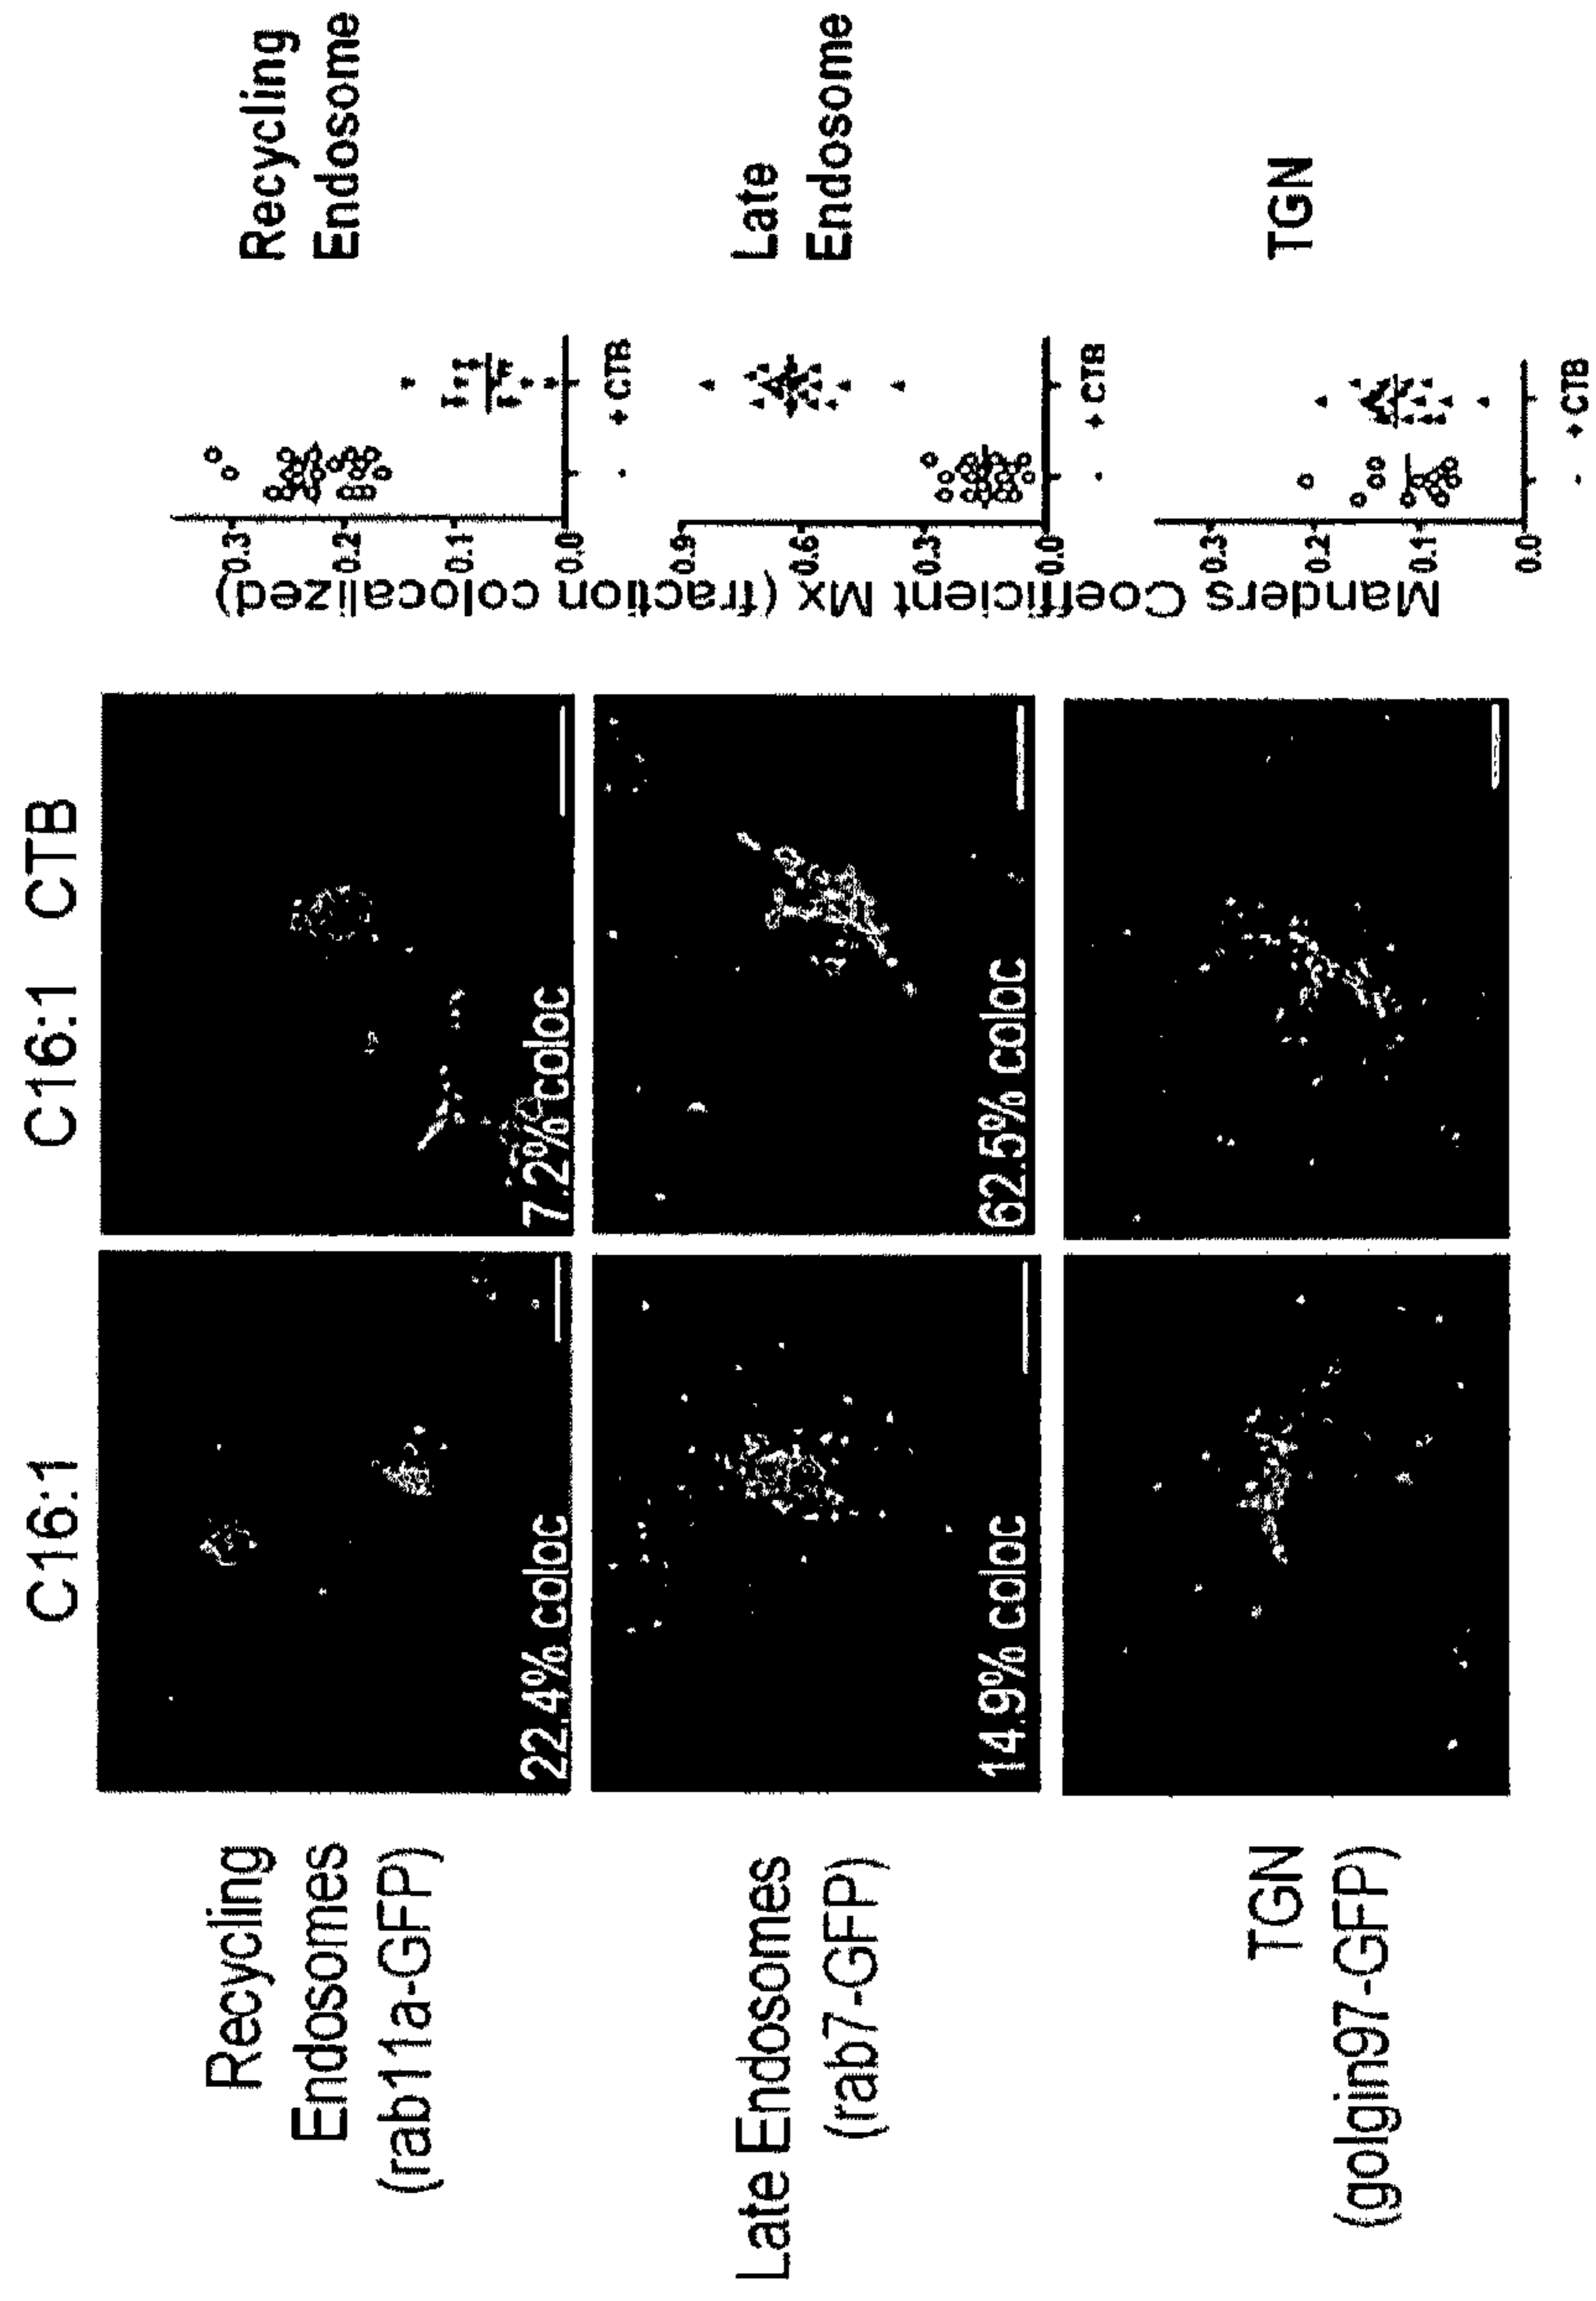 C16:1
C16:1 CTB
Recycling
Endosomes
(rab11a-GFP)
22.4% coloc
7.2% coloc
Late Endosomes
(rab7-GFP)
14.9% coloc
62.5% coloc
TGN
(golgin97-GFP)
Manders Coefficient Mx (fraction colocalized)
0.3
0.2
0.1
0.0
- + CTB
Recycling
Endosome
0.9
0.6
0.3
0.0
- + CTB
Late
Endosome
0.3
0.2
0.1
0.0
- + CTB
TGN